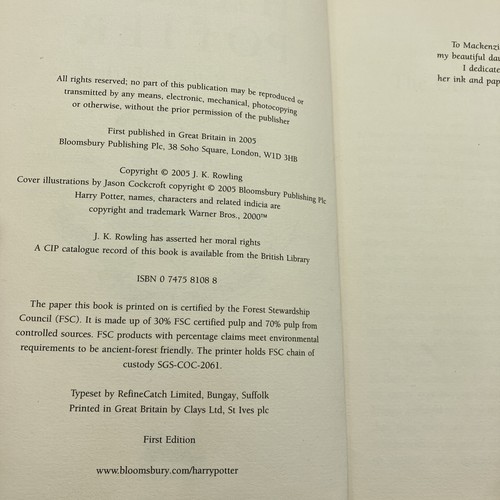 All rights reserved; no part of this publication may be reproduced or
transmitted by any means, electronic, mechanical, photocopying
or otherwise, without the prior permission of the publisher
First published in Great Britain in 2005
Bloomsbury Publishing Plc, 38 Soho Square, London, W1D 3HB
Copyright © 2005 J. K. Rowling
Cover illustrations by Jason Cockcroft copyright © 2005 Bloomsbury Publishing Plc
Harry Potter, names, characters and related indicia are
copyright and trademark Warner Bros., 2000™
J. K. Rowling has asserted her moral rights
A CIP catalogue record of this book is available from the British Library
ISBN 0 7475 8108 8
The paper this book is printed on is certified by the Forest Stewardship
Council (FSC). It is made up of 30% FSC certified pulp and 70% pulp from
controlled sources. FSC products with percentage claims meet environmental
requirements to be ancient-forest friendly. The printer holds FSC chain of
custody SGS-COC-2061.
Typeset by RefineCatch Limited, Bungay, Suffolk
Printed in Great Britain by Clays Ltd, St Ives plc
First Edition
www.bloomsbury.com/harrypotter
To Mackenzi
my beautiful dau
I dedicate
her ink and pap